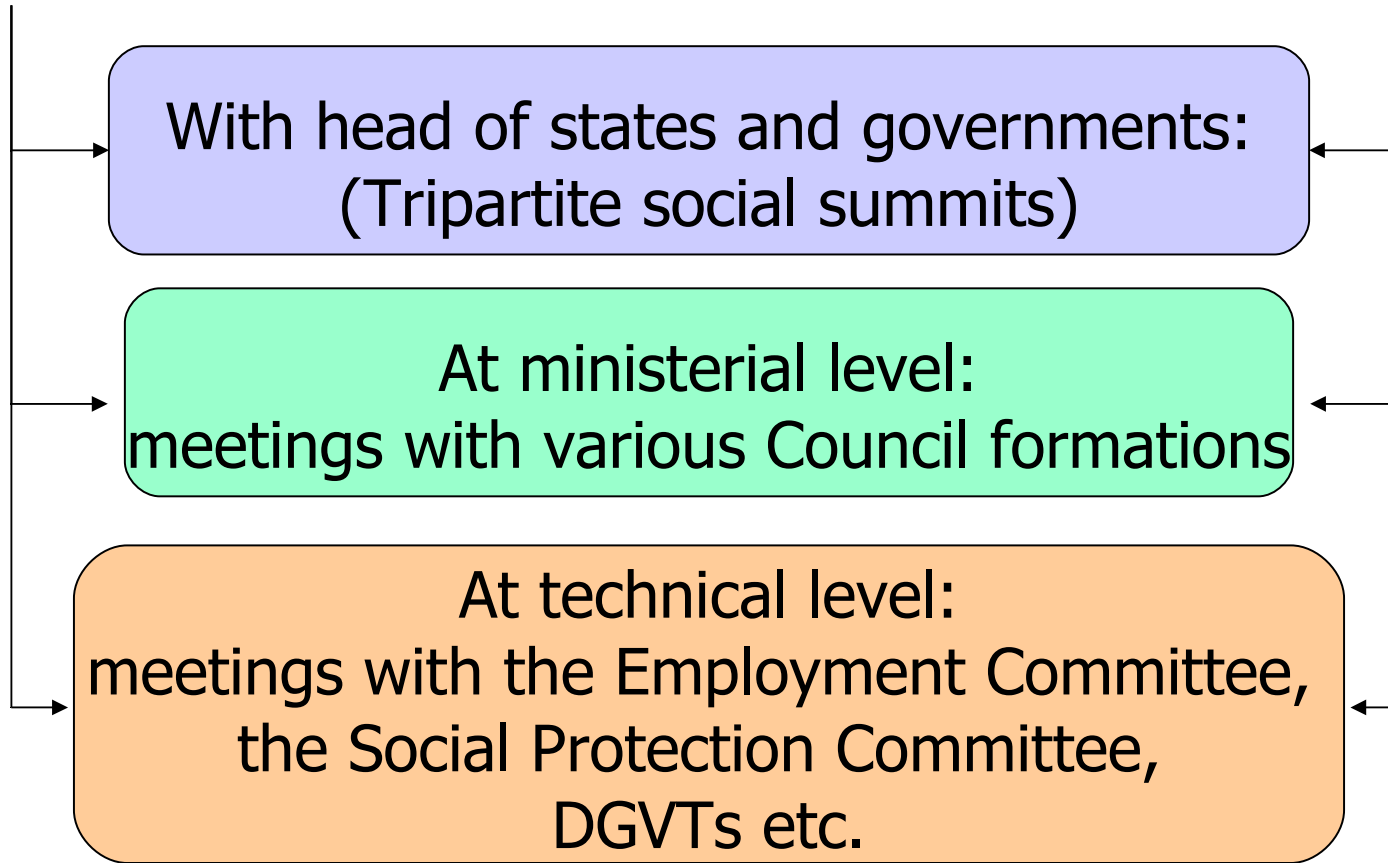 With head of states and governments:
(Tripartite social summits)
At ministerial level:
meetings with various Council formations
At technical level:
meetings with the Employment Committee,
the Social Protection Committee,
DGVTs etc.